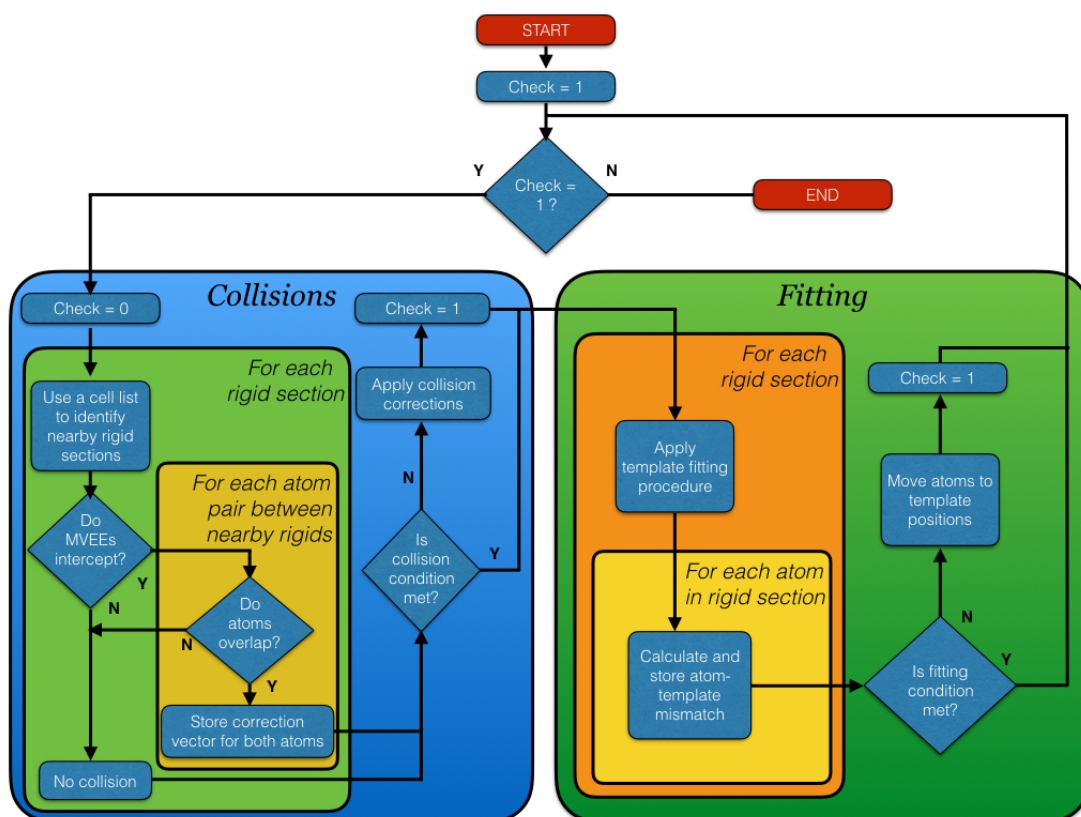 START
Check = 1
Y
N
Check =
1 ?
END
Collisions
Check = 0
For each
rigid section
Use a cell list
to identify
nearby rigid
sections
For each atom
pair between
nearby rigids
Do
MVEEs
intercept?
Y
N
Do
atoms
overlap?
N
Y
Store correction
vector for both atoms
No collision
Check = 1
Apply collision
corrections
N
Is
collision
condition
met?
Y
Fitting
For each
rigid section
Apply
template fitting
procedure
For each atom
in rigid section
Calculate and
store atom-
template
mismatch
Check = 1
Move atoms to
template
positions
N
Y
Is fitting
condition
met?